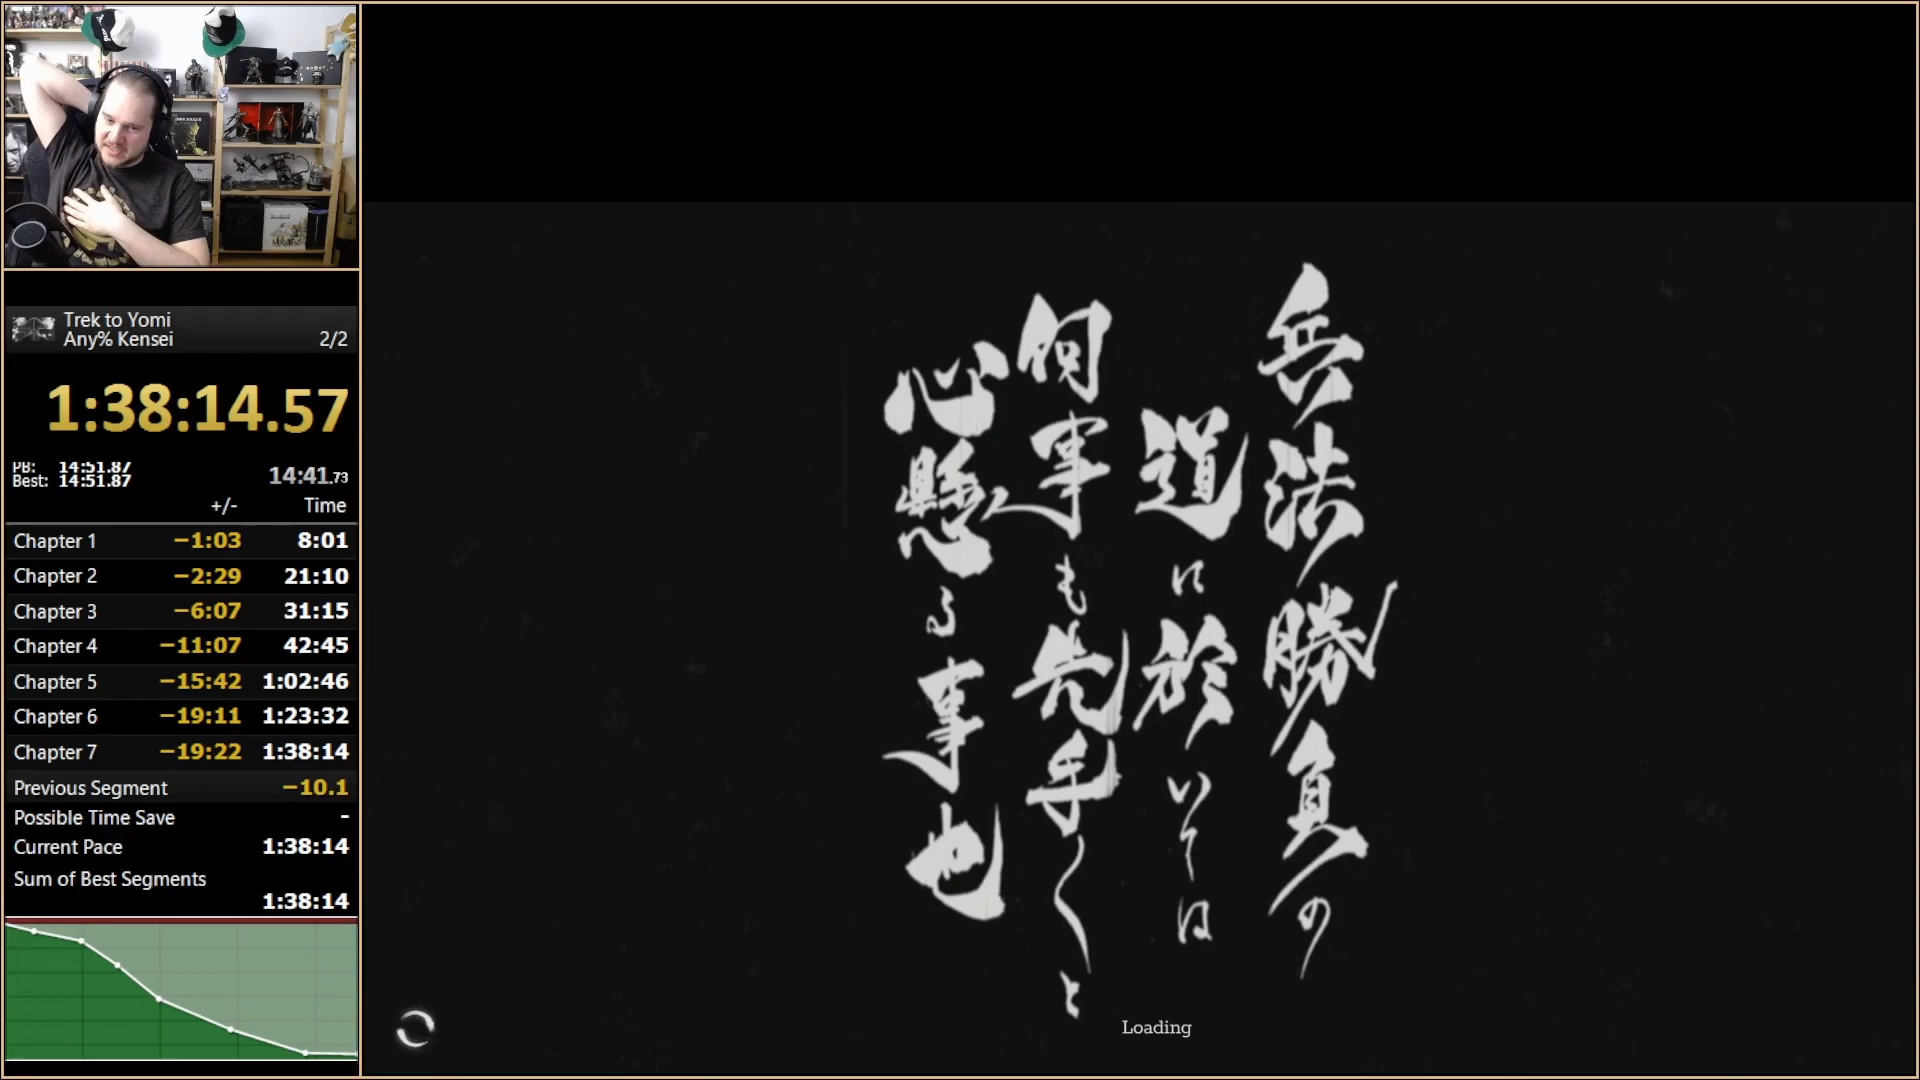 Trek to Yomi
Any% Kensei
2/2
1:38:14.57
PB: 14:51.87
Best: 14:51.87
14:41.73
+/- Time
Chapter 1 −1:03 8:01
Chapter 2 −2:29 21:10
Chapter 3 −6:07 31:15
Chapter 4 −11:07 42:45
Chapter 5 −15:42 1:02:46
Chapter 6 −19:11 1:23:32
Chapter 7 −19:22 1:38:14
Previous Segment −10.1
Possible Time Save -
Current Pace 1:38:14
Sum of Best Segments
1:38:14
兵法勝負の
道に於いては
何事も先手〱と
心懸る事也
Loading